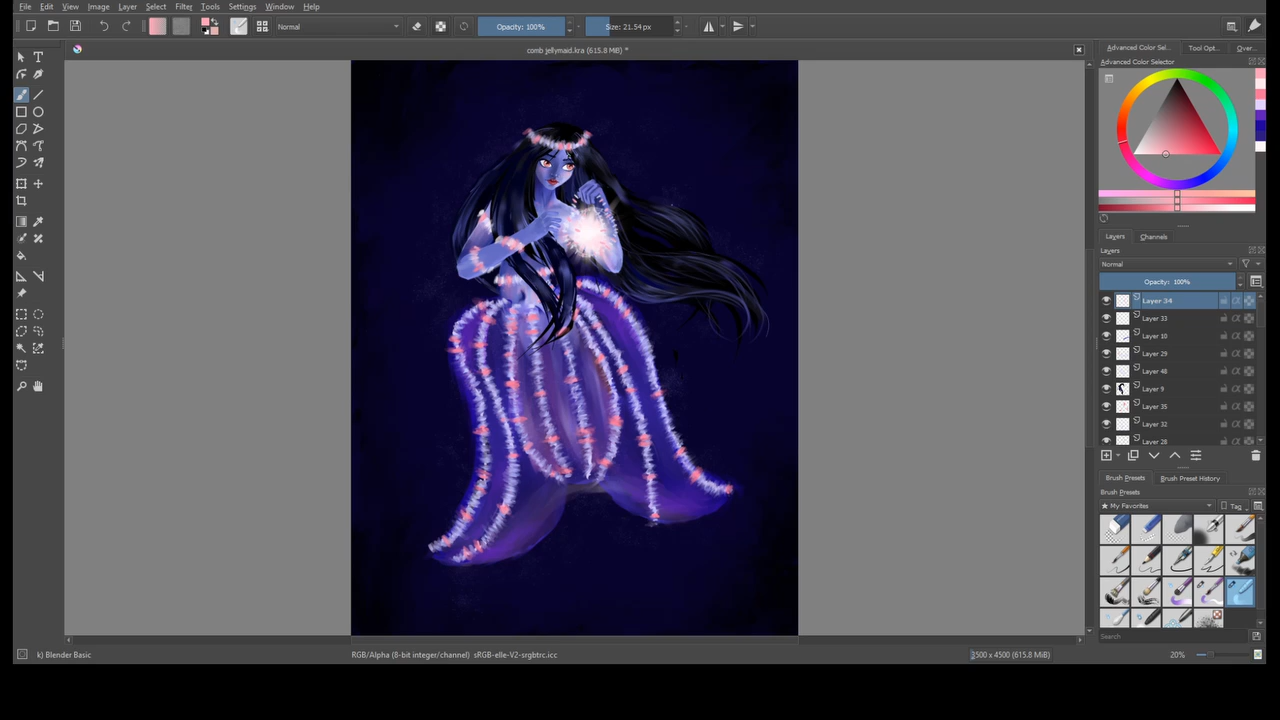 File Edit View Image Layer Select Filter Tools Settings Window Help
Normal Opacity: 100% Size: 21.54 px
comb jellymaid.kra (615.8 MiB) *
Advanced Color Sel... Tool Opt... Over...
Advanced Color Selector
Layers Channels
Layers
Normal
Opacity: 100%
Layer 34
Layer 33
Layer 10
Layer 29
Layer 48
Layer 9
Layer 35
Layer 32
Layer 28
Brush Presets Brush Preset History
Brush Presets
★ My Favorites Tag
Search
k) Blender Basic RGB/Alpha (8-bit integer/channel) sRGB-elle-V2-srgbtrc.icc 3500 x 4500 (615.8 MiB) 20%